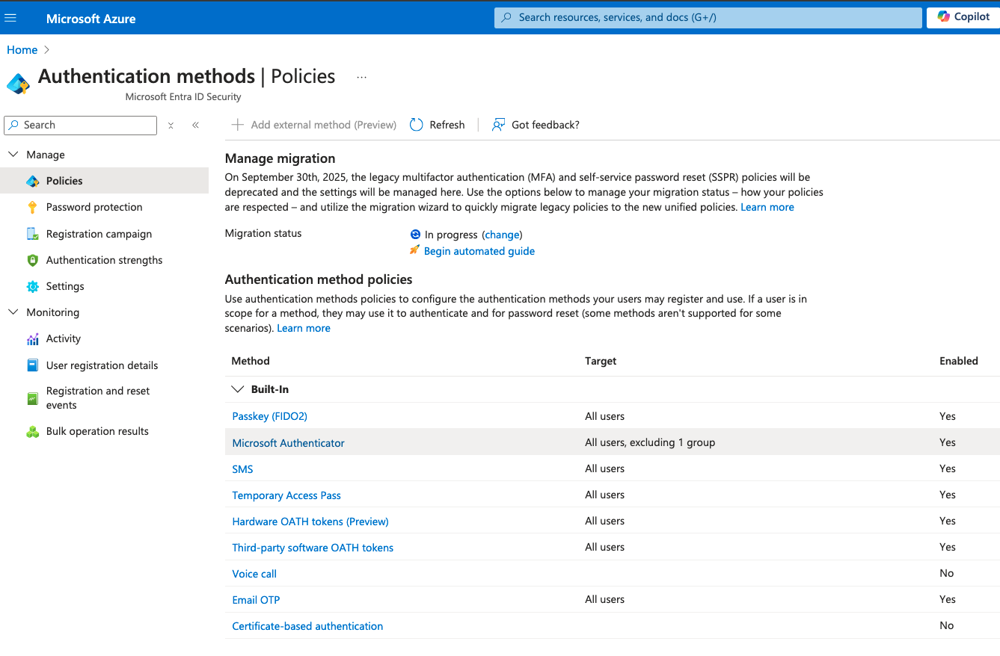 Microsoft Azure
Search resources, services, and docs (G+/)
Copilot
Home
Authentication methods | Policies ...
Microsoft Entra ID Security
Search
Manage
Policies
Password protection
Registration campaign
Authentication strengths
Settings
Monitoring
Activity
User registration details
Registration and reset
events
Bulk operation results
Add external method (Preview)
Refresh
Got feedback?
Manage migration
On September 30th, 2025, the legacy multifactor authentication (MFA) and self-service password reset (SSPR) policies will be
deprecated and the settings will be managed here. Use the options below to manage your migration status – how your policies
are respected – and utilize the migration wizard to quickly migrate legacy policies to the new unified policies. Learn more
Migration status
In progress (change)
Begin automated guide
Authentication method policies
Use authentication methods policies to configure the authentication methods your users may register and use. If a user is in
scope for a method, they may use it to authenticate and for password reset (some methods aren't supported for some
scenarios). Learn more
Method Target Enabled
Built-In
Passkey (FIDO2) All users Yes
Microsoft Authenticator All users, excluding 1 group Yes
SMS All users Yes
Temporary Access Pass All users Yes
Hardware OATH tokens (Preview) All users Yes
Third-party software OATH tokens All users Yes
Voice call No
Email OTP All users Yes
Certificate-based authentication No